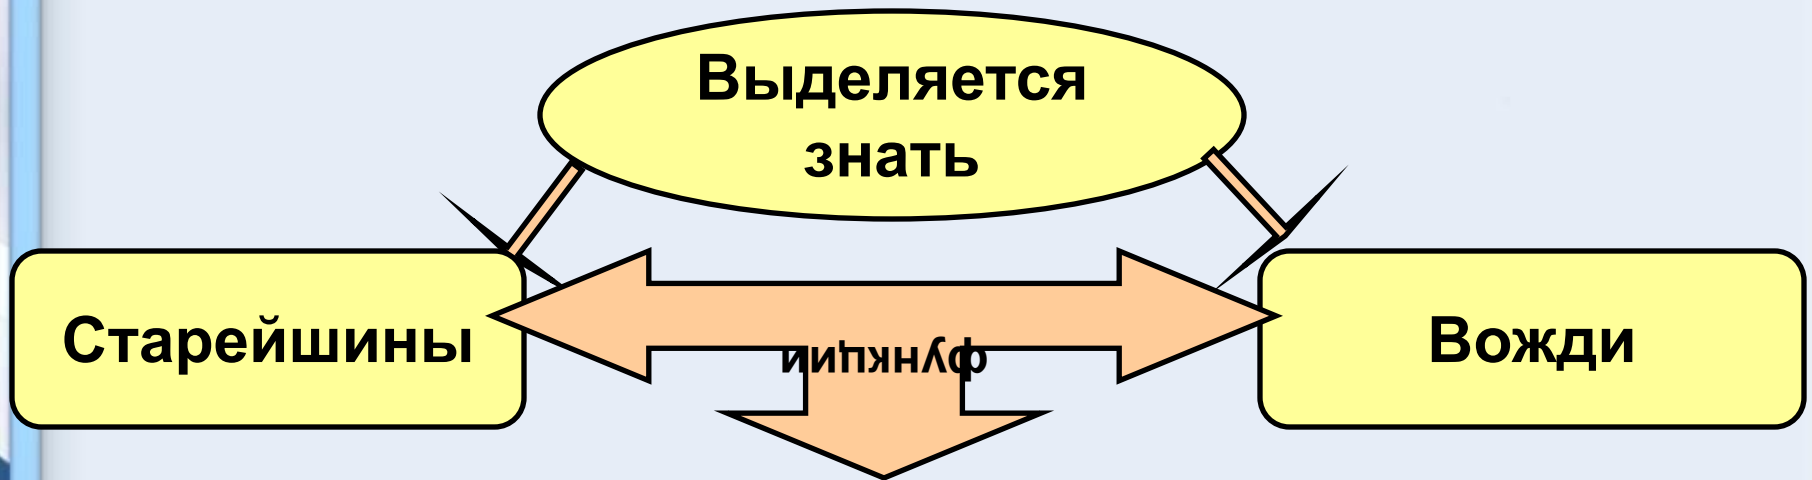 Выделяется
знать
Старейшины
Вожди
функции